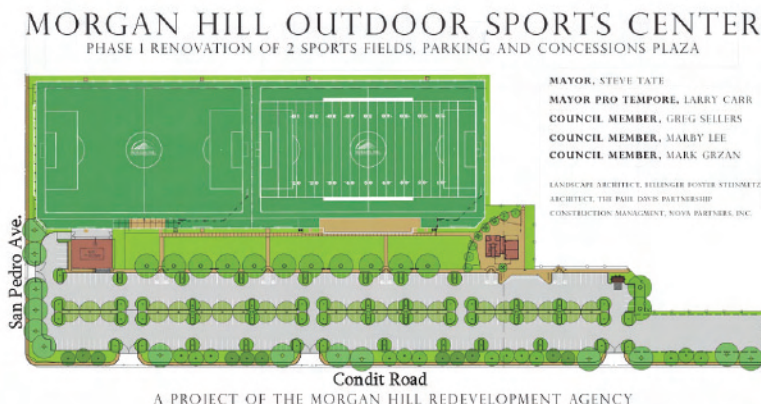 MORGAN HILL OUTDOOR SPORTS CENTER
PHASE 1 RENOVATION OF 2 SPORTS FIELDS, PARKING AND CONCESSIONS PLAZA
MAYOR, STEVE TATE
MAYOR PRO TEMPORE, LARRY CARR
COUNCIL MEMBER, GREG SELLERS
COUNCIL MEMBER, MARBY LEE
COUNCIL MEMBER, MARK GRZAN
LANDSCAPE ARCHITECT, BELLINGER FOSTER STEINMETZ
ARCHITECT, THE PAUL DAVIS PARTNERSHIP
CONSTRUCTION MANAGMENT, NOVA PARTNERS, INC.
San Pedro Ave.
Condit Road
A PROJECT OF THE MORGAN HILL REDEVELOPMENT AGENCY